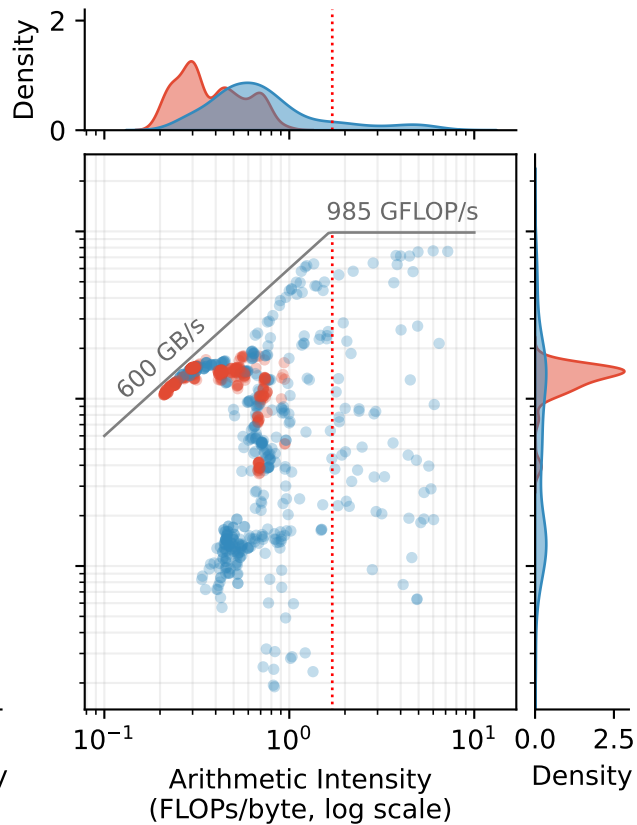 Density
2
0
985 GFLOP/s
600 GB/s
10⁻¹
10⁰
10¹
0.0
2.5
y
Arithmetic Intensity
(FLOPs/byte, log scale)
Density